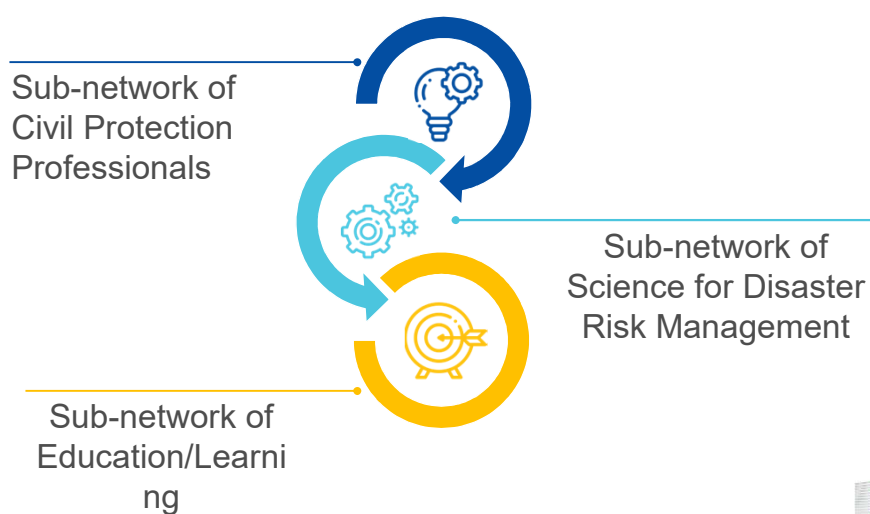 Sub-network of
Civil Protection
Professionals
Sub-network of
Science for Disaster
Risk Management
Sub-network of
Education/Learni
ng